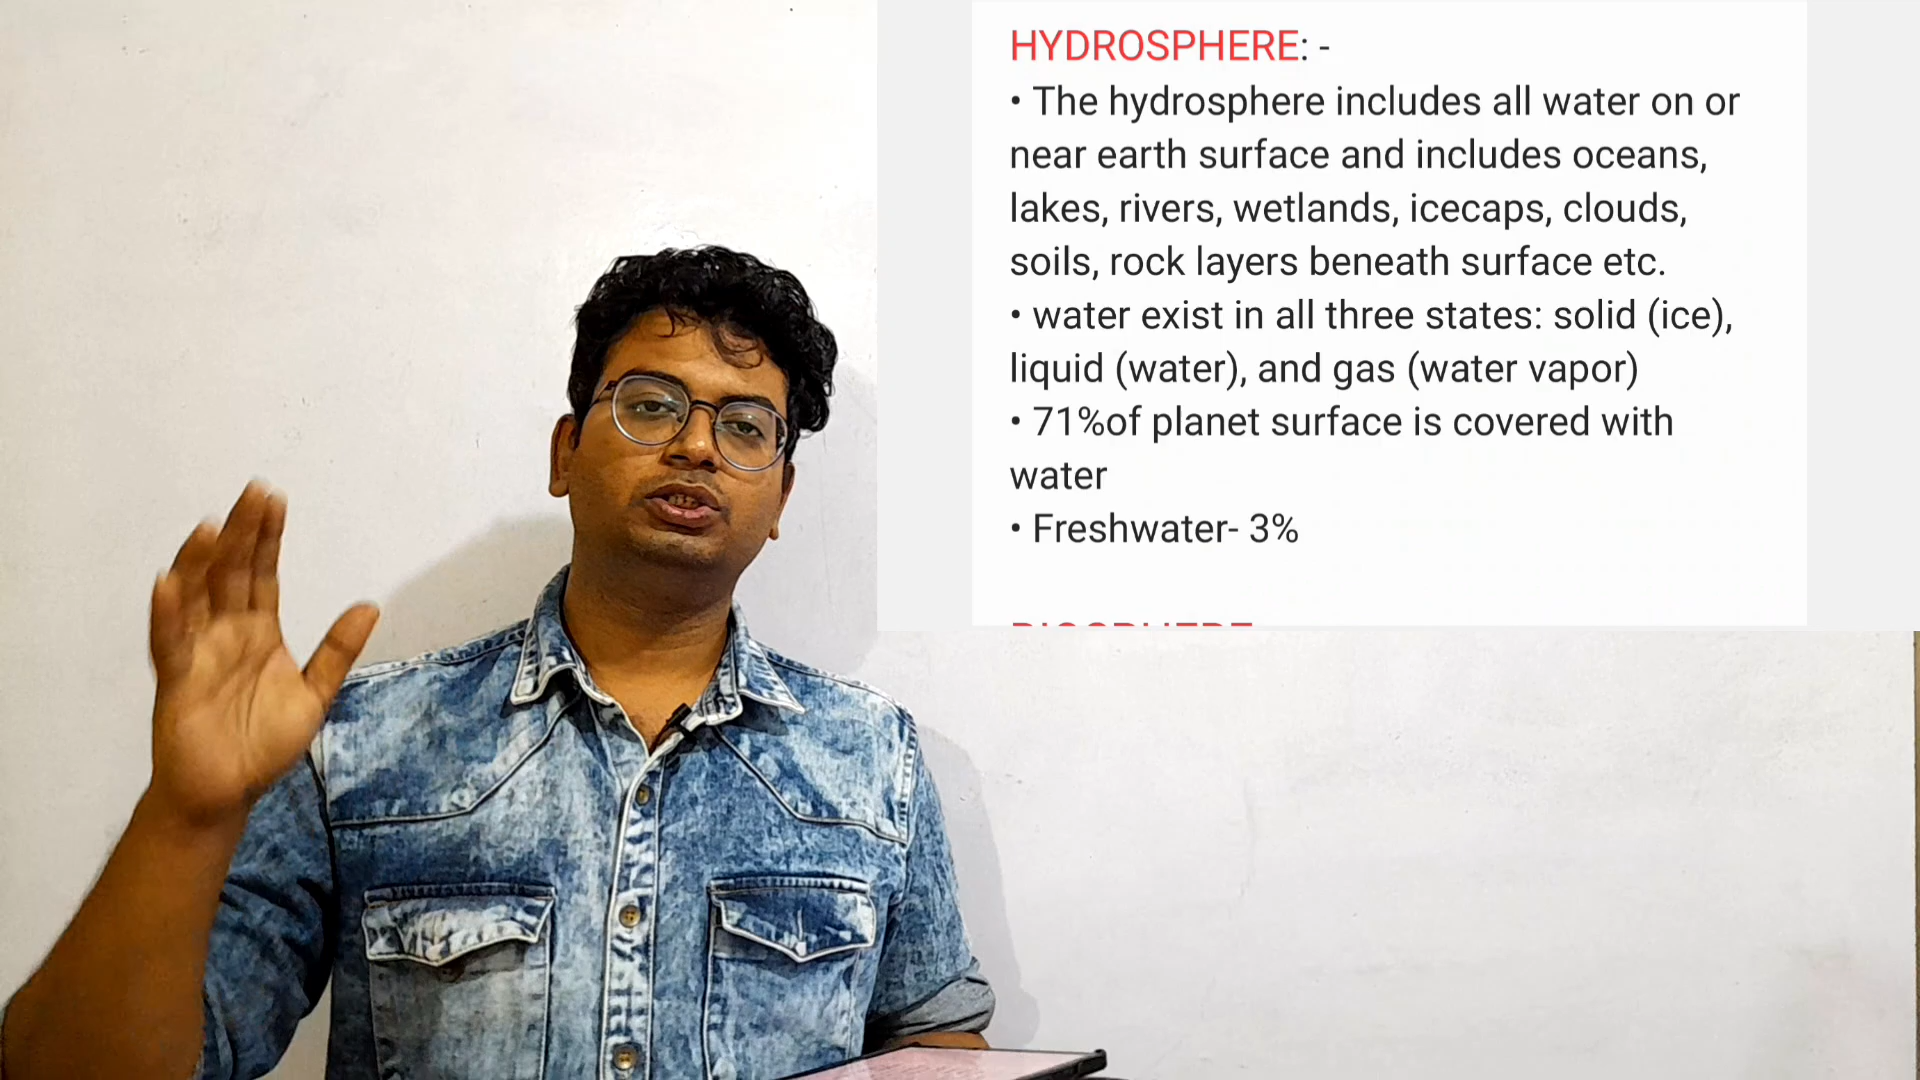 HYDROSPHERE: -
• The hydrosphere includes all water on or
near earth surface and includes oceans,
lakes, rivers, wetlands, icecaps, clouds,
soils, rock layers beneath surface etc.
• water exist in all three states: solid (ice),
liquid (water), and gas (water vapor)
• 71%of planet surface is covered with
water
• Freshwater- 3%